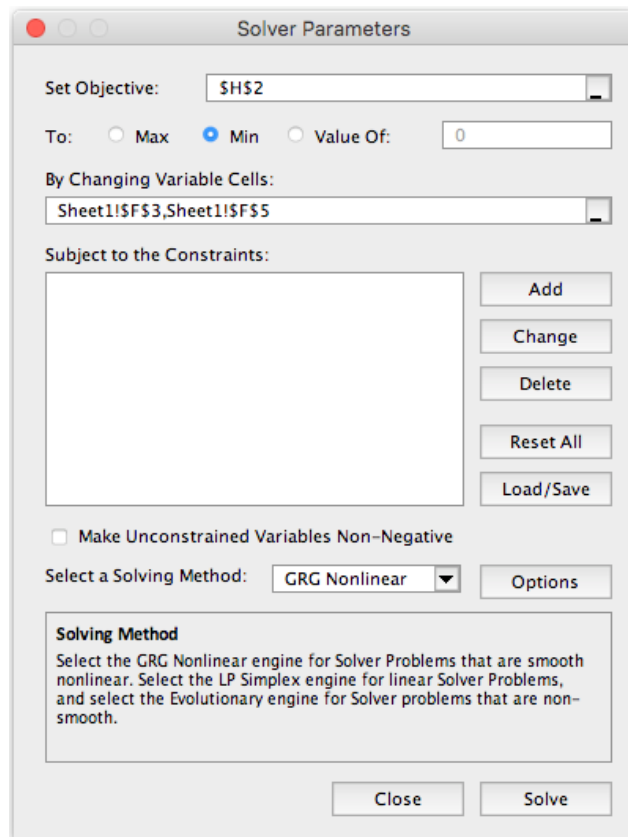 Solver Parameters
Set Objective: $H$2
To: Max Min Value Of: 0
By Changing Variable Cells:
Sheet1!$F$3,Sheet1!$F$5
Subject to the Constraints:
Add
Change
Delete
Reset All
Load/Save
Make Unconstrained Variables Non-Negative
Select a Solving Method: GRG Nonlinear Options
Solving Method
Select the GRG Nonlinear engine for Solver Problems that are smooth
nonlinear. Select the LP Simplex engine for linear Solver Problems,
and select the Evolutionary engine for Solver problems that are non-
smooth.
Close Solve